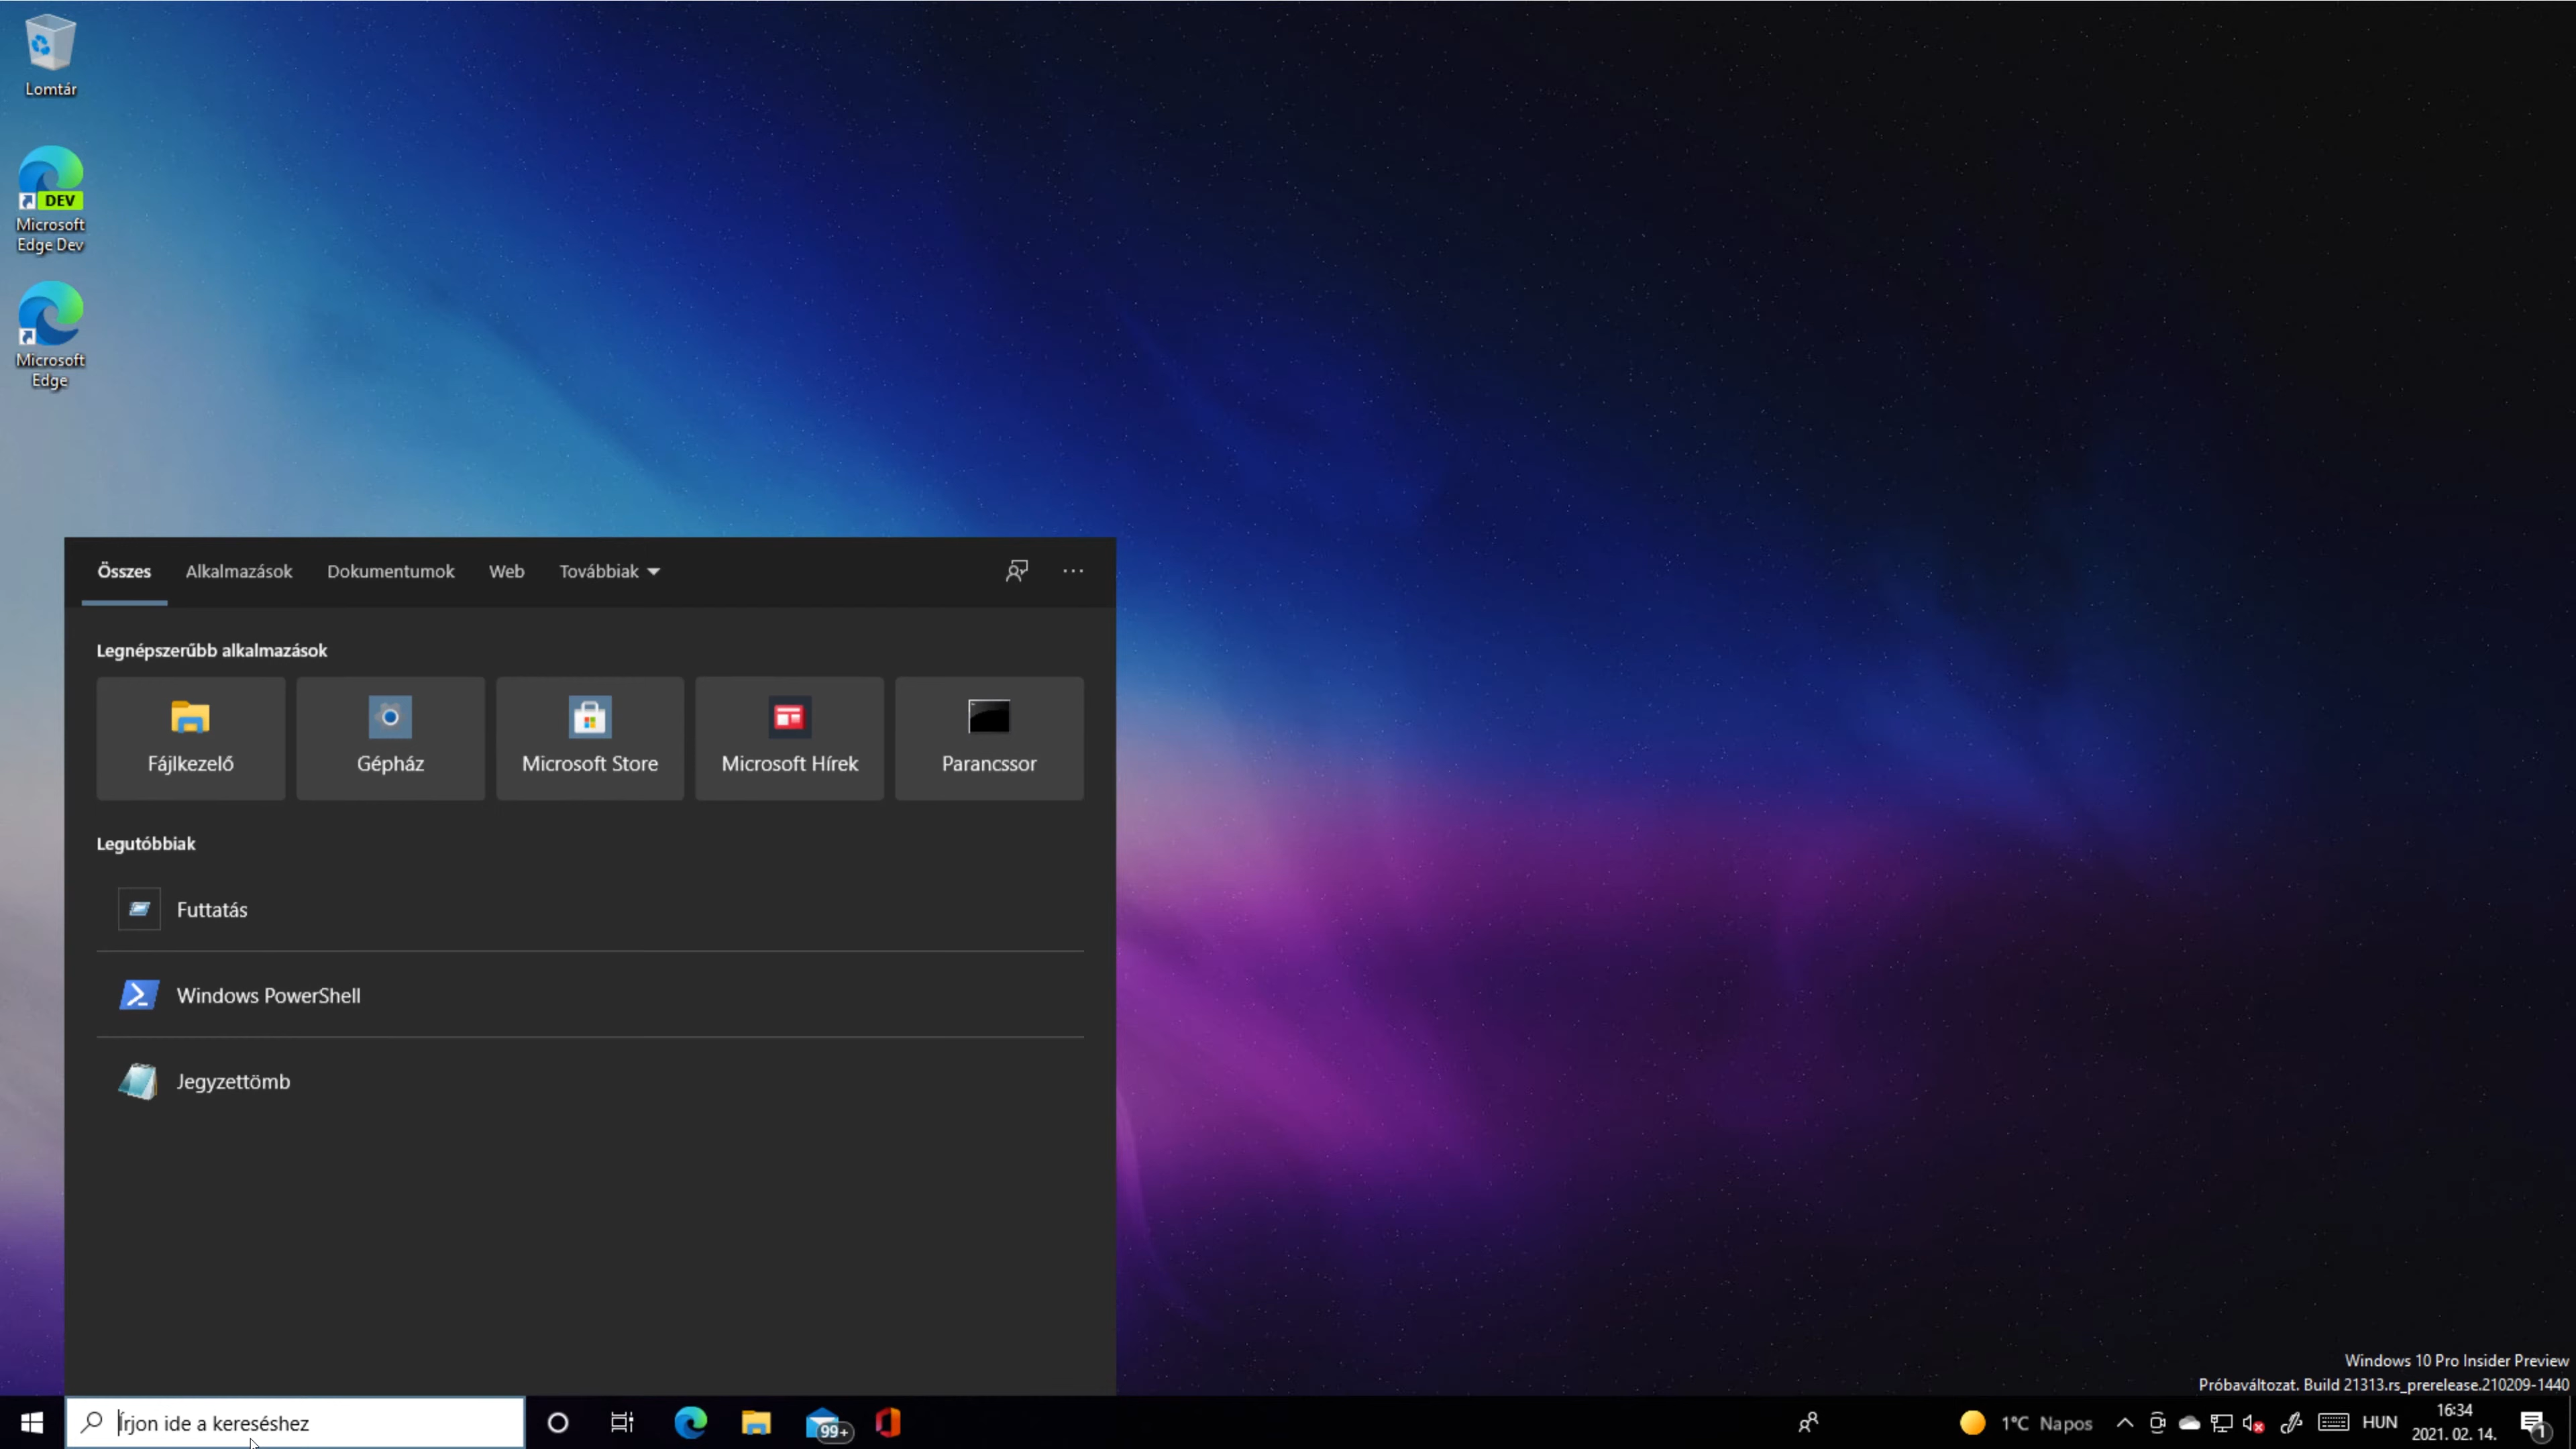 Lomtár
DEV
Microsoft
Edge Dev
Microsoft
Edge
Összes Alkalmazások Dokumentumok Web Továbbiak
Legnépszerűbb alkalmazások
Fájlkezelő Gépház Microsoft Store Microsoft Hírek Parancssor
Legutóbbiak
Futtatás
Windows PowerShell
Jegyzettömb
Windows 10 Pro Insider Preview
Próbaváltozat. Build 21313.rs_prerelease.210209-1440
Írjon ide a kereséshez
99+
1°C Napos
HUN
16:34
2021. 02. 14.
1